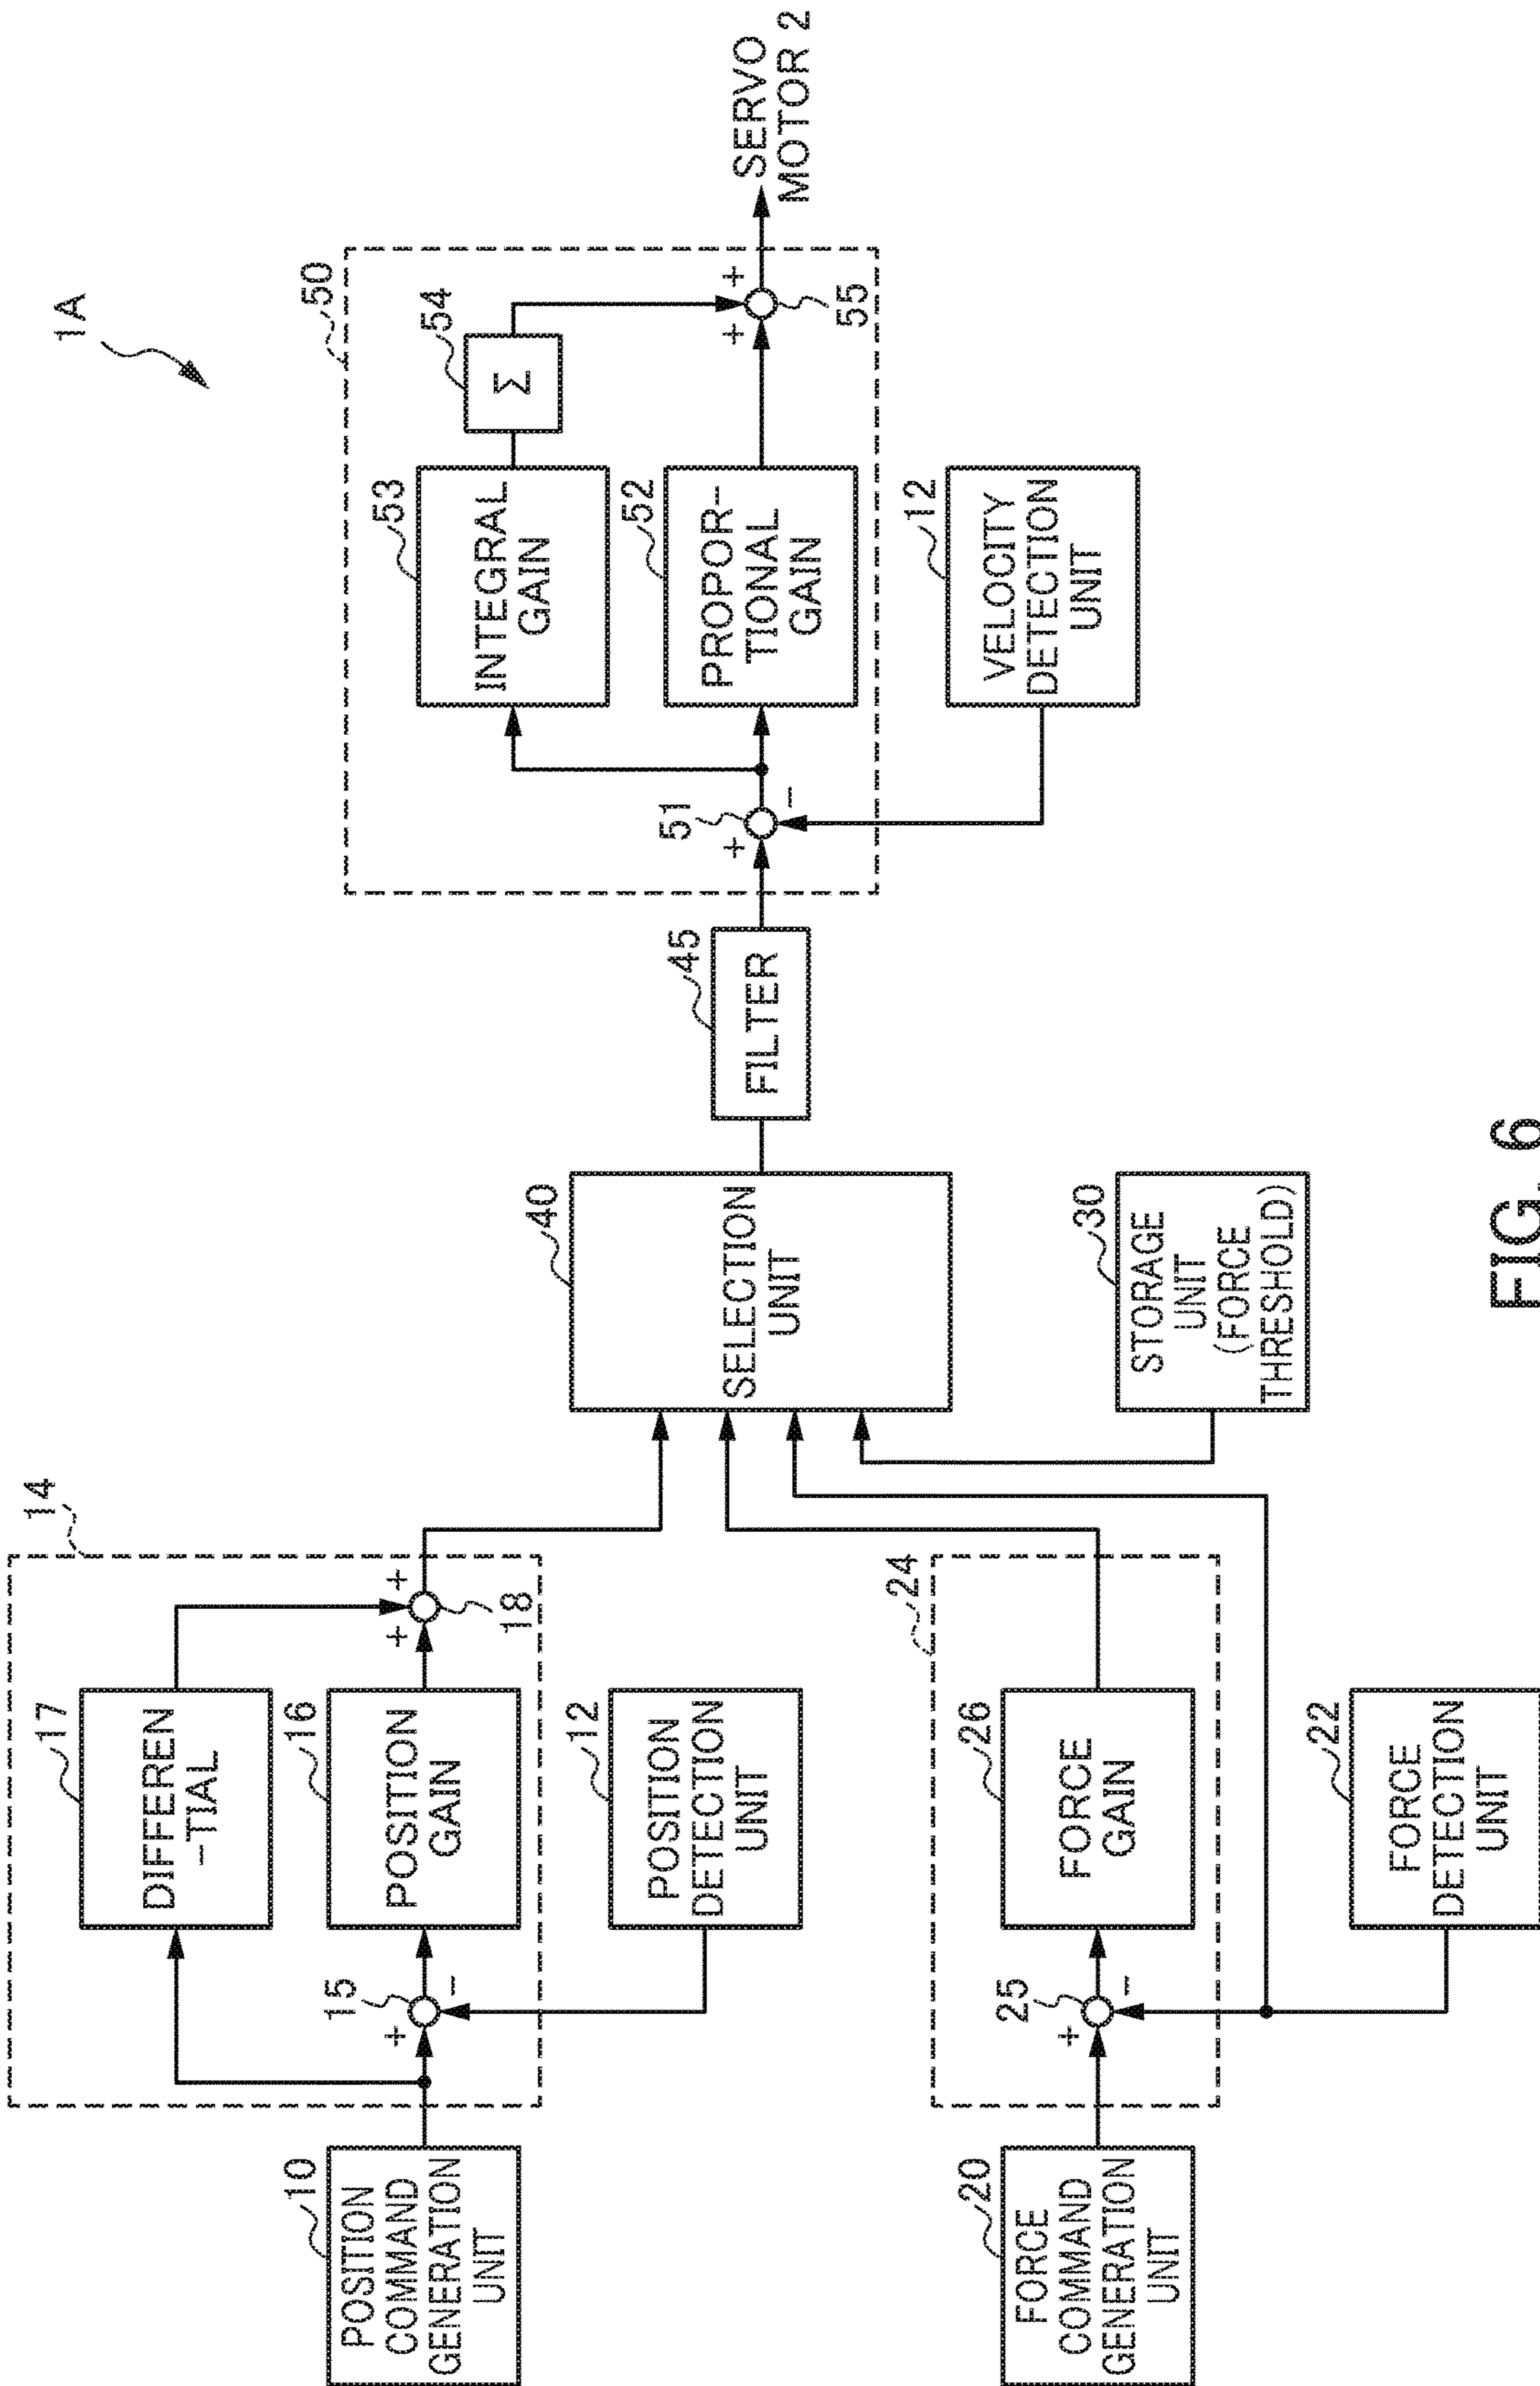 1A
10
POSITION
COMMAND
GENERATION
UNIT
14
17
DIFFEREN
-TIAL
16
POSITION
GAIN
15
+
-
18
+
+
12
POSITION
DETECTION
UNIT
20
FORCE
COMMAND
GENERATION
UNIT
24
25
+
-
26
FORCE
GAIN
22
FORCE
DETECTION
UNIT
40
SELECTION
UNIT
30
STORAGE
UNIT
(FORCE
THRESHOLD)
45
FILTER
50
51
+
-
53
INTEGRAL
GAIN
54
Σ
52
PROPOR-
TIONAL
GAIN
55
+
+
12
VELOCITY
DETECTION
UNIT
SERVO
MOTOR 2
FIG. 6